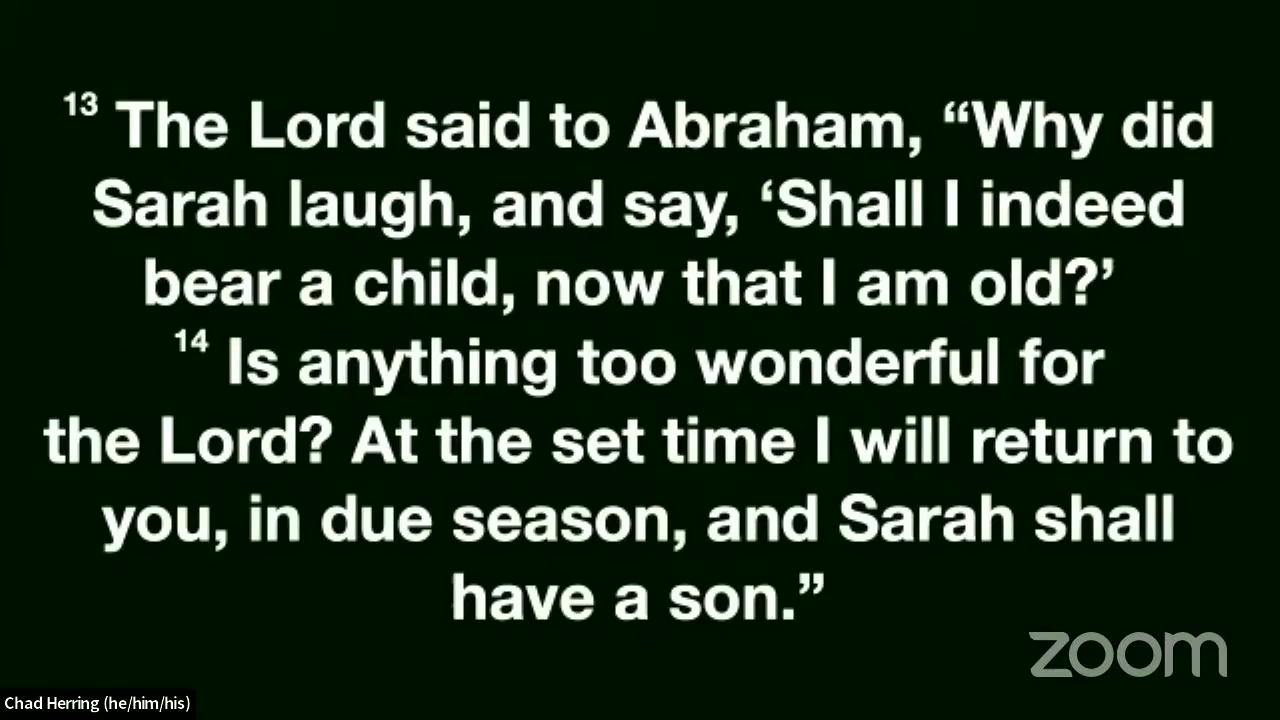 13 The Lord said to Abraham, “Why did
Sarah laugh, and say, ‘Shall I indeed
bear a child, now that I am old?’
14 Is anything too wonderful for
the Lord? At the set time I will return to
you, in due season, and Sarah shall
have a son.”
zoom
Chad Herring (he/him/his)